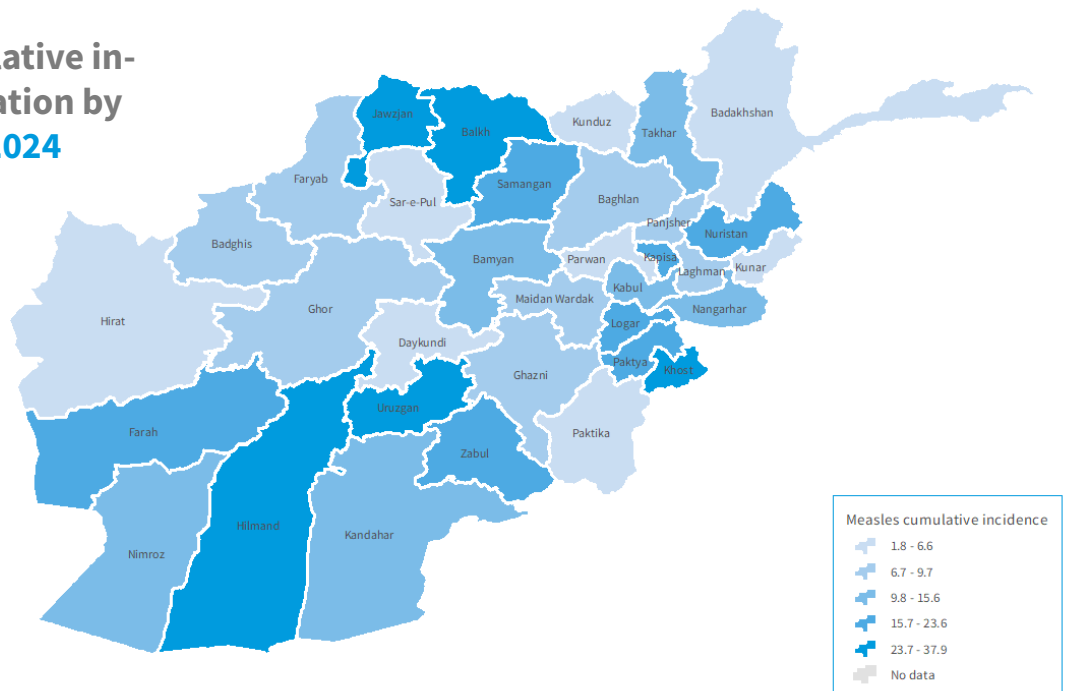 lative in-
ation by
2024
Badakhshan
Jawzjan
Balkh
Kunduz
Takhar
Faryab
Samangan
Sar-e-Pul
Baghlan
Panjsher
Nuristan
Badghis
Bamyan
Parwan
Kapisa
Laghman
Kunar
Kabul
Maidan Wardak
Nangarhar
Hirat
Ghor
Logar
Daykundi
Paktya
Khost
Ghazni
Uruzgan
Farah
Paktika
Zabul
Hilmand
Kandahar
Nimroz
Measles cumulative incidence
1.8 - 6.6
6.7 - 9.7
9.8 - 15.6
15.7 - 23.6
23.7 - 37.9
No data